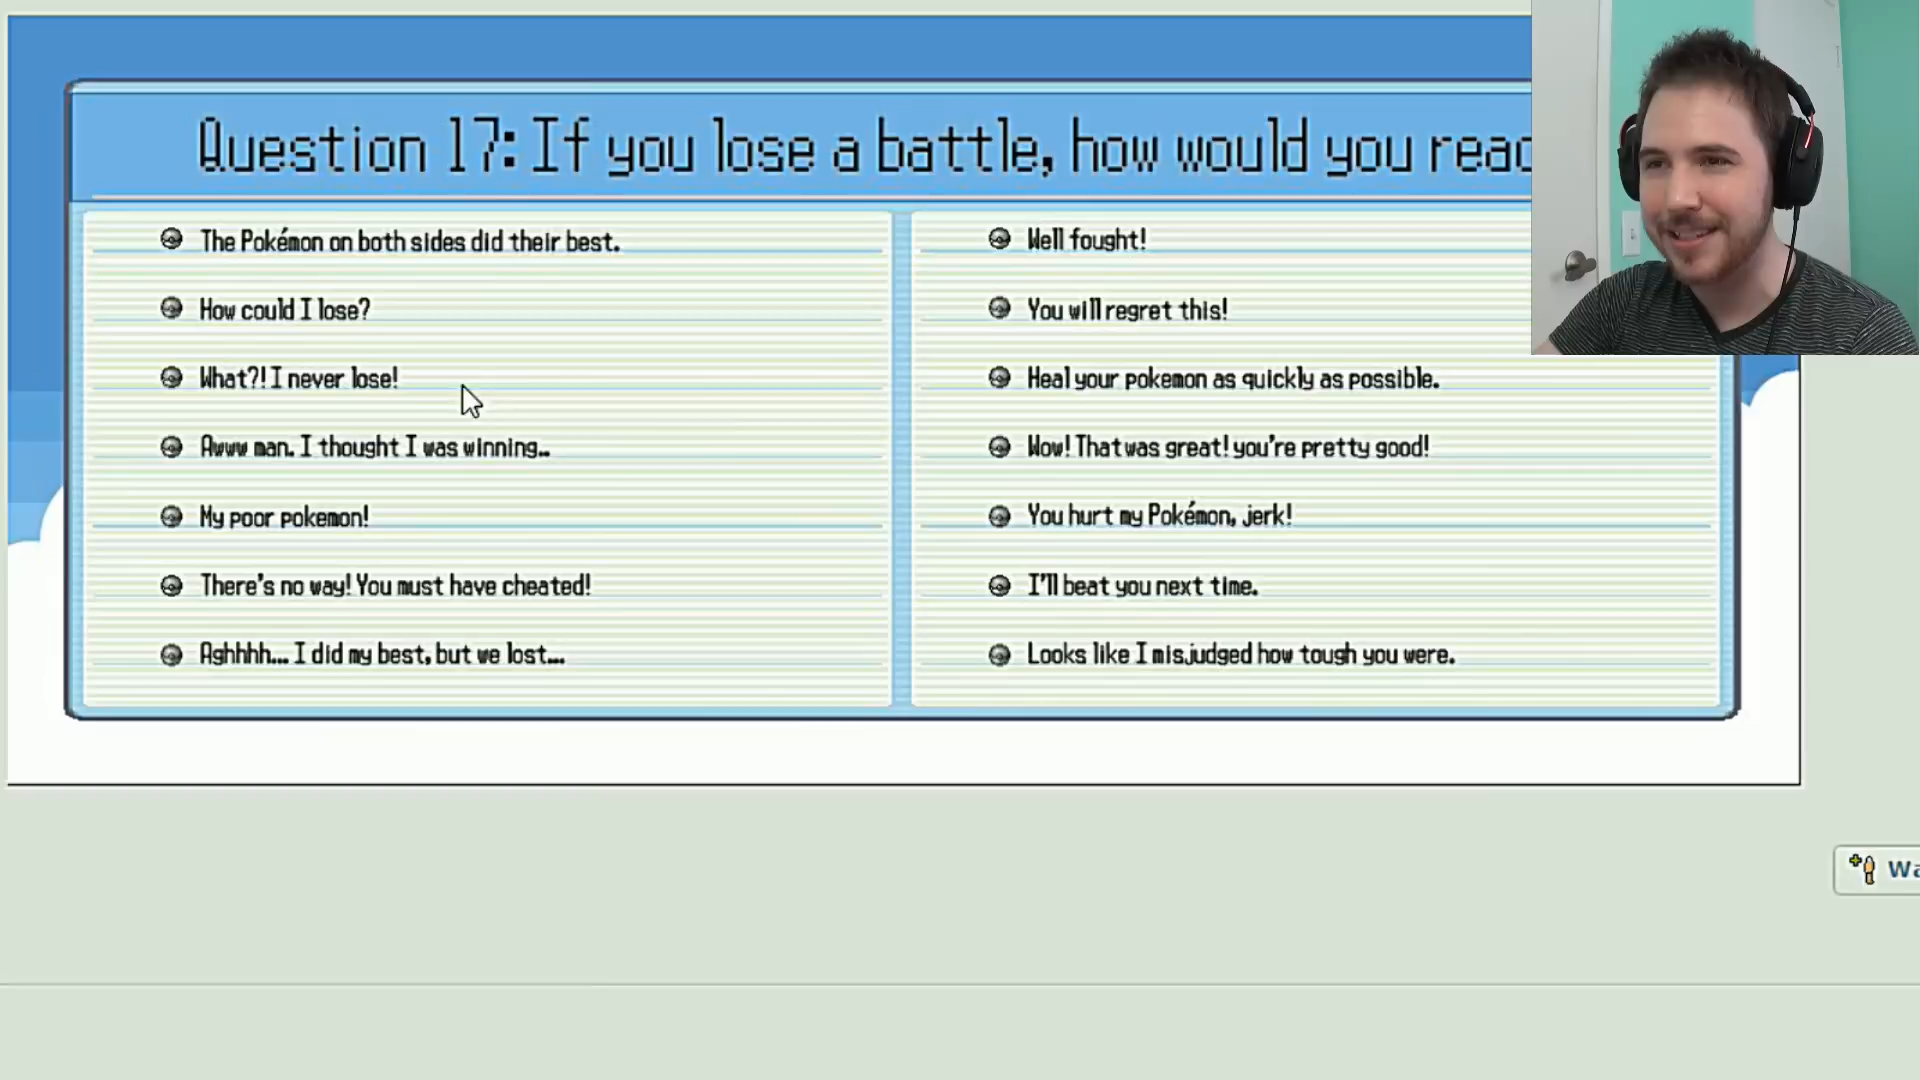 Question 17: If you lose a battle, how would you
The Pokémon on both sides did their best.
How could I lose?
What?! I never lose!
Awww man. I thought I was winning..
My poor pokemon!
There's no way! You must have cheated!
Aghhhh... I did my best, but we lost...
Well fought!
You will regret this!
Heal your pokemon as quickly as possible.
Wow! That was great! you're pretty good!
You hurt my Pokémon, jerk!
I'll beat you next time.
Looks like I misjudged how tough you were.